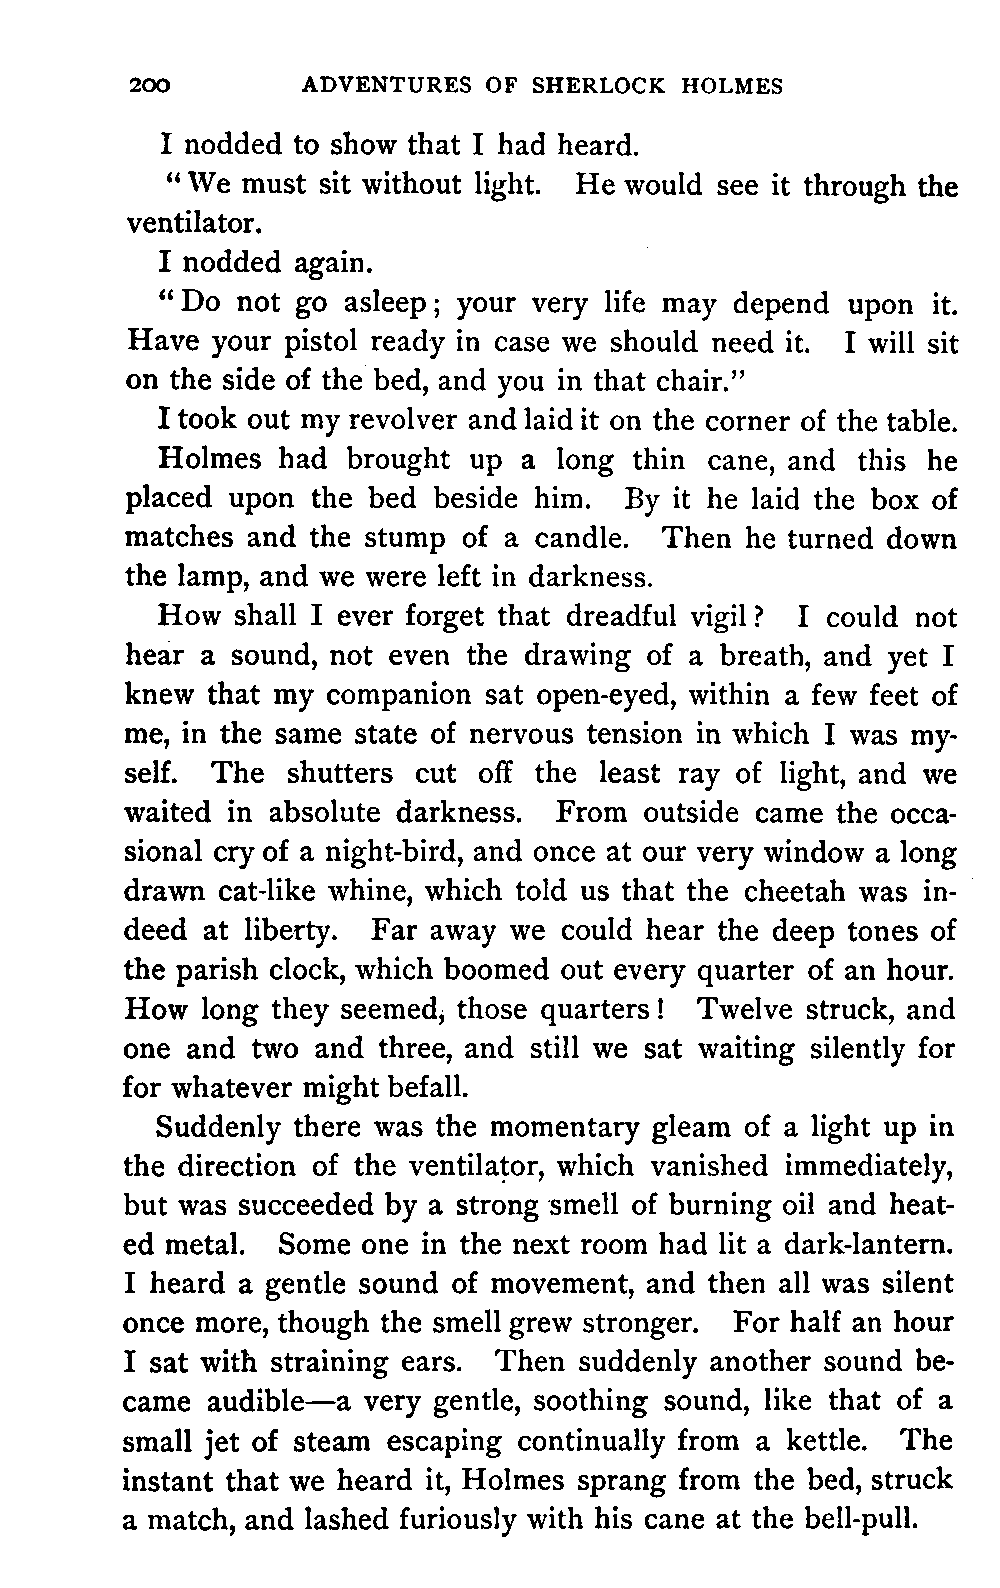 200 ADVENTURES OF SHERLOCK HOLMES
I nodded to show that I had heard.
“We must sit without light. He would see it through the
ventilator.
I nodded again.
“Do not go asleep; your very life may depend upon it.
Have your pistol ready in case we should need it. I will sit
on the side of the bed, and you in that chair.”
I took out my revolver and laid it on the corner of the table.
Holmes had brought up a long thin cane, and this he
placed upon the bed beside him. By it he laid the box of
matches and the stump of a candle. Then he turned down
the lamp, and we were left in darkness.
How shall I ever forget that dreadful vigil? I could not
hear a sound, not even the drawing of a breath, and yet I
knew that my companion sat open-eyed, within a few feet of
me, in the same state of nervous tension in which I was my-
self. The shutters cut off the least ray of light, and we
waited in absolute darkness. From outside came the occa-
sional cry of a night-bird, and once at our very window a long
drawn cat-like whine, which told us that the cheetah was in-
deed at liberty. Far away we could hear the deep tones of
the parish clock, which boomed out every quarter of an hour.
How long they seemed, those quarters! Twelve struck, and
one and two and three, and still we sat waiting silently for
for whatever might befall.
Suddenly there was the momentary gleam of a light up in
the direction of the ventilator, which vanished immediately,
but was succeeded by a strong smell of burning oil and heat-
ed metal. Some one in the next room had lit a dark-lantern.
I heard a gentle sound of movement, and then all was silent
once more, though the smell grew stronger. For half an hour
I sat with straining ears. Then suddenly another sound be-
came audible—a very gentle, soothing sound, like that of a
small jet of steam escaping continually from a kettle. The
instant that we heard it, Holmes sprang from the bed, struck
a match, and lashed furiously with his cane at the bell-pull.